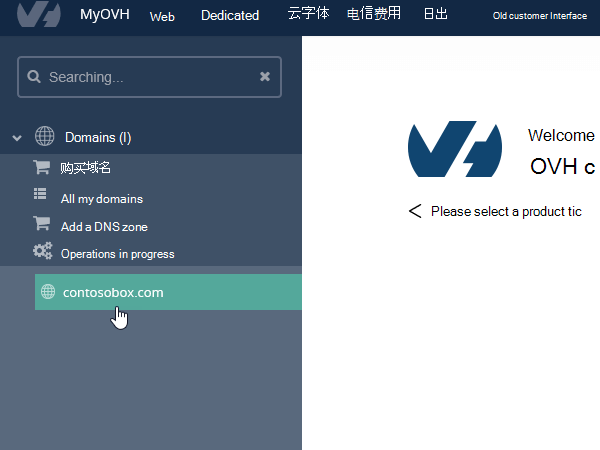 MyOVH Web Dedicated 云字体 电信费用 日出 Old customer Interface
Searching...
Domains (I)
购买域名
All my domains
Add a DNS zone
Operations in progress
contosobox.com
Welcome
OVH c
Please select a product tic